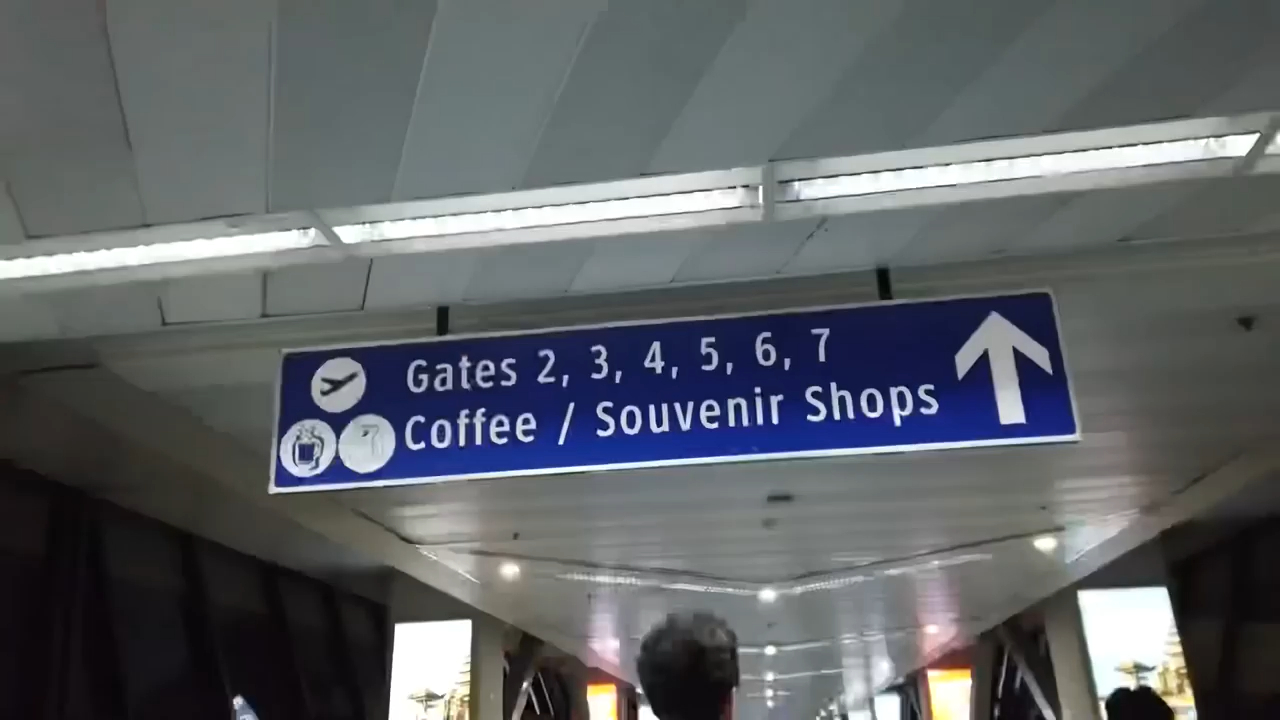 Gates 2, 3, 4, 5, 6, 7
Coffee / Souvenir Shops